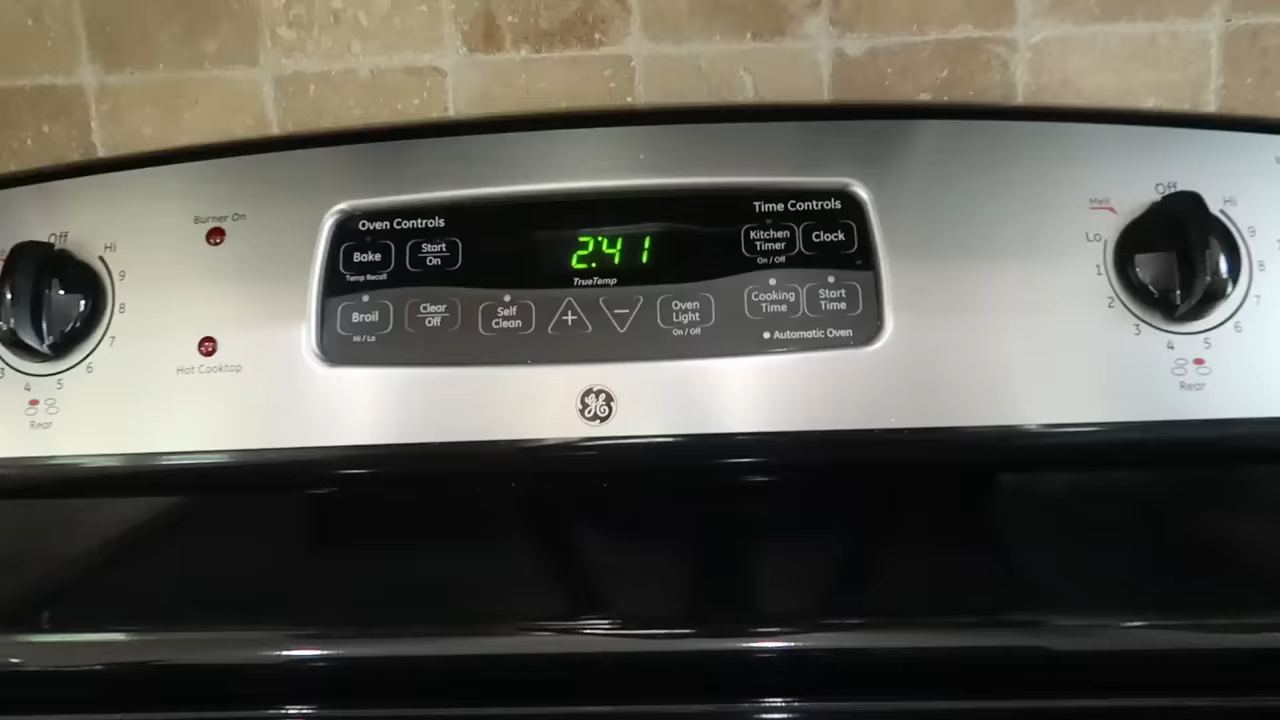 Burner On
Off
Hi
9
8
7
6
5
4
3
Rear
Hot Cooktop
Oven Controls
Bake
Temp Recall
Start
On
Broil
Hi / Lo
Clear
Off
Self
Clean
2:41
TrueTemp
+
−
Oven
Light
On / Off
Time Controls
Kitchen
Timer
On / Off
Clock
Cooking
Time
Start
Time
Automatic Oven
GE
Melt
Off
Hi
Lo
9
1
8
2
7
3
6
4
5
Rear